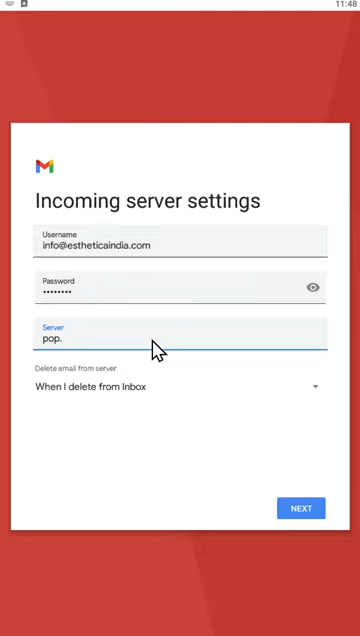 11:48
Incoming server settings
Username
info@estheticaindia.com
Password
••••••••
Server
pop.
Delete email from server
When I delete from Inbox
NEXT